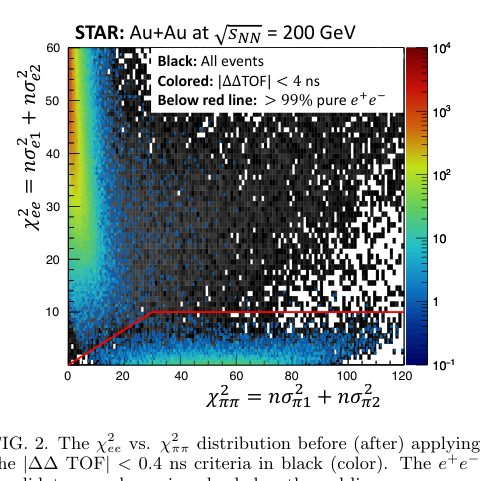 STAR: Au+Au at √s_NN = 200 GeV
Black: All events
Colored: |ΔΔTOF| < 4 ns
Below red line: > 99% pure e⁺e⁻
60
50
40
30
20
10
χ²_ee = nσ²_e1 + nσ²_e2
0 20 40 60 80 100 120
χ²_ππ = nσ²_π1 + nσ²_π2
10⁴
10³
10²
10
1
10⁻¹
IG. 2. The χ²_ee vs. χ²_ππ distribution before (after) applying
he |ΔΔ TOF| < 0.4 ns criteria in black (color). The e⁺e⁻